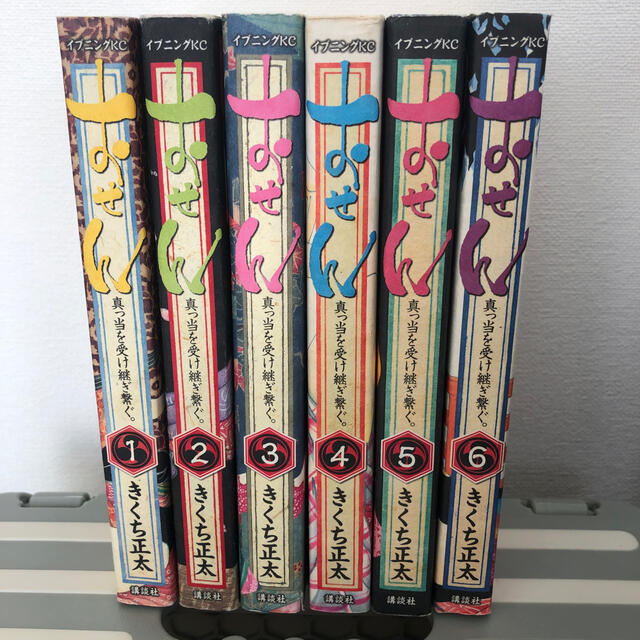 イブニングKC
おせん
真っ当を受け継ぎ繋ぐ。
1
きくち正太
講談社
イブニングKC
おせん
真っ当を受け継ぎ繋ぐ。
2
きくち正太
講談社
イブニングKC
おせん
真っ当を受け継ぎ繋ぐ。
3
きくち正太
講談社
イブニングKC
おせん
真っ当を受け継ぎ繋ぐ。
4
きくち正太
講談社
イブニングKC
おせん
真っ当を受け継ぎ繋ぐ。
5
きくち正太
講談社
イブニングKC
おせん
真っ当を受け継ぎ繋ぐ。
6
きくち正太
講談社